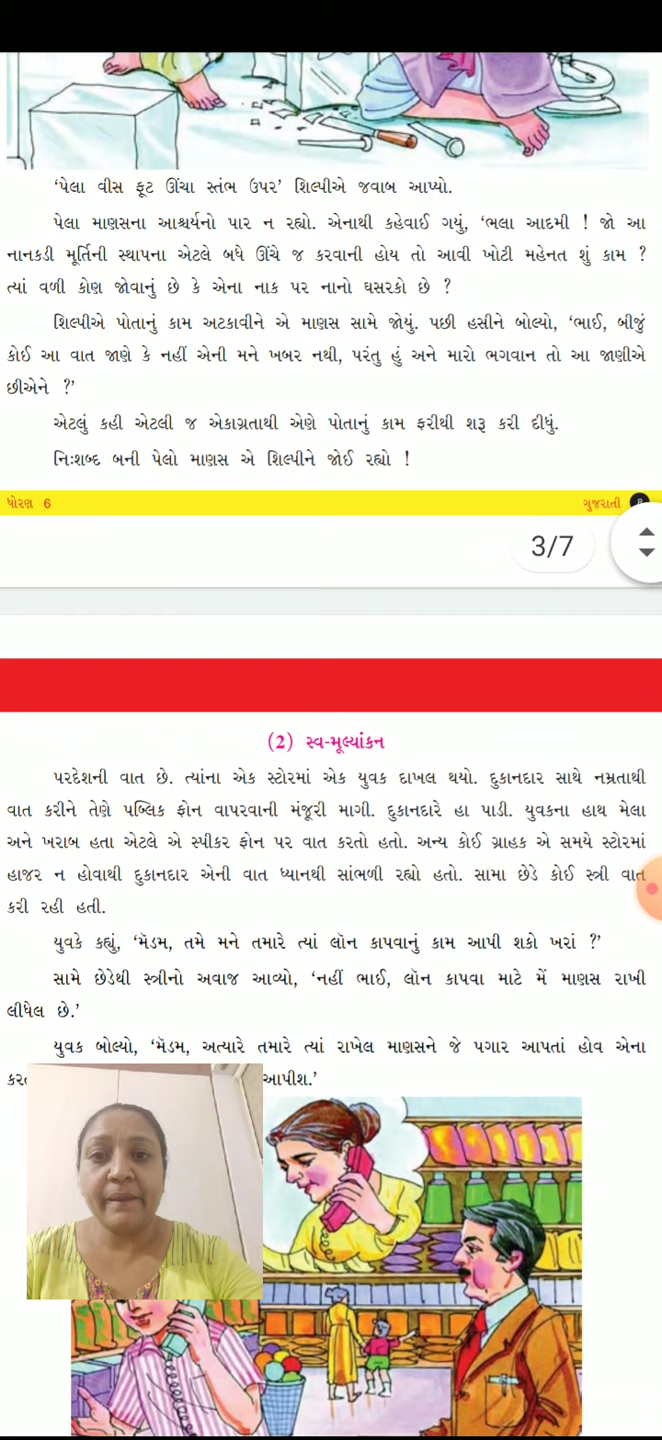 ‘પેલા વીસ ફૂટ ઊંચા સ્તંભ ઉપર’ શિલ્પીએ જવાબ આપ્યો.
પેલા માણસના આશ્ચર્યનો પાર ન રહ્યો. એનાથી કહેવાઈ ગયું, ‘ભલા આદમી ! જો આ
નાનકડી મૂર્તિની સ્થાપના એટલે બધે ઊંચે જ કરવાની હોય તો આવી ખોટી મહેનત શું કામ ?
ત્યાં વળી કોણ જોવાનું છે કે એના નાક પર નાનો ઘસરકો છે ?
શિલ્પીએ પોતાનું કામ અટકાવીને એ માણસ સામે જોયું. પછી હસીને બોલ્યો, ‘ભાઈ, બીજું
કોઈ આ વાત જાણે કે નહીં એની મને ખબર નથી, પરંતુ હું અને મારો ભગવાન તો આ જાણીએ
છીએને ?’
એટલું કહી એટલી જ એકાગ્રતાથી એણે પોતાનું કામ ફરીથી શરૂ કરી દીધું.
નિઃશબ્દ બની પેલો માણસ એ શિલ્પીને જોઈ રહ્યો !
ધોરણ 6 ગુજરાતી
3/7
(2) સ્વ-મૂલ્યાંકન
પરદેશની વાત છે. ત્યાંના એક સ્ટોરમાં એક યુવક દાખલ થયો. દુકાનદાર સાથે નમ્રતાથી
વાત કરીને તેણે પબ્લિક ફોન વાપરવાની મંજૂરી માગી. દુકાનદારે હા પાડી. યુવકના હાથ મેલા
અને ખરાબ હતા એટલે એ સ્પીકર ફોન પર વાત કરતો હતો. અન્ય કોઈ ગ્રાહક એ સમયે સ્ટોરમાં
હાજર ન હોવાથી દુકાનદાર એની વાત ધ્યાનથી સાંભળી રહ્યો હતો. સામા છેડે કોઈ સ્ત્રી વાત
કરી રહી હતી.
યુવકે કહ્યું, ‘મૅડમ, તમે મને તમારે ત્યાં લૉન કાપવાનું કામ આપી શકો ખરાં ?’
સામે છેડેથી સ્ત્રીનો અવાજ આવ્યો, ‘નહીં ભાઈ, લૉન કાપવા માટે મેં માણસ રાખી
લીધેલ છે.’
યુવક બોલ્યો, ‘મૅડમ, અત્યારે તમારે ત્યાં રાખેલ માણસને જે પગાર આપતાં હોવ એના
આપીશ.’